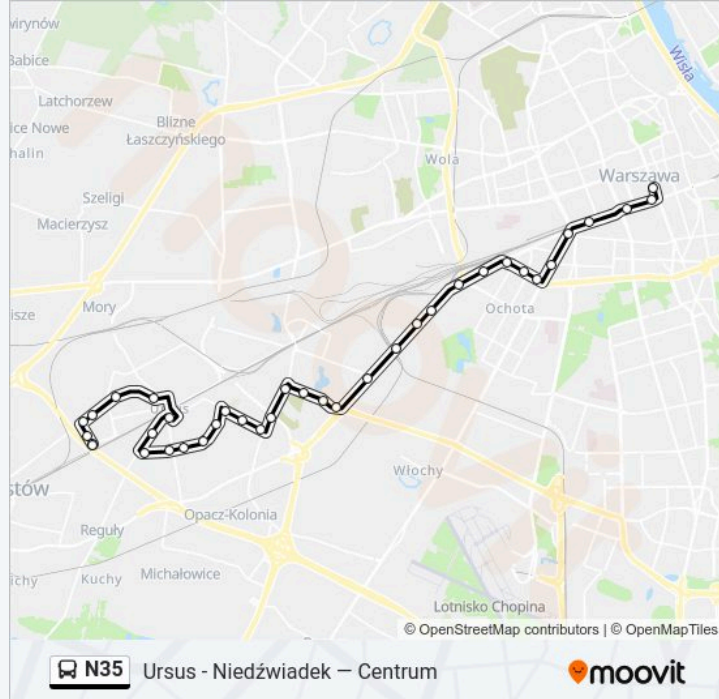 wirynów
Babice
Latchorzew
Blizne
Łaszczyńskiego
ice Nowe
halin
Wola
Wisła
Warszawa
Szeligi
Macierzysz
isze
Mory
Ochota
Włochy
stów
Opacz-Kolonia
Reguły
ichy
Kuchy
Michałowice
Lotnisko Chopina
© OpenStreetMap contributors | © OpenMapTiles
N35 Ursus - Niedźwiadek — Centrum
moovit